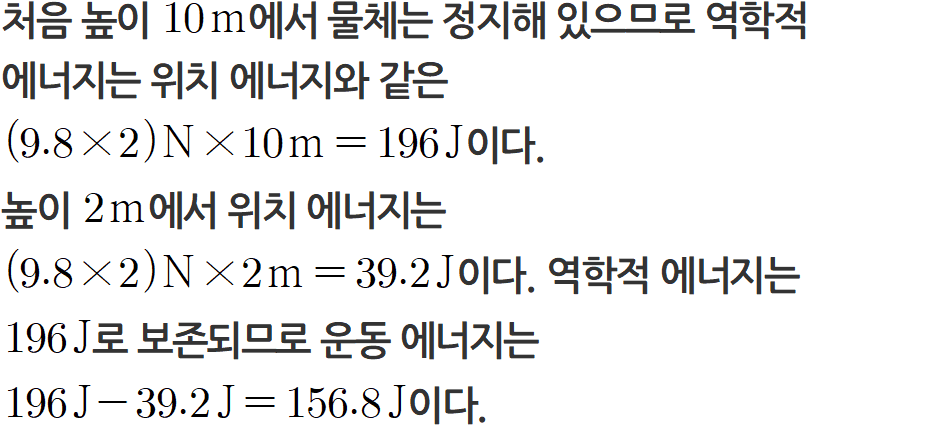 처음 높이 10 m에서 물체는 정지해 있으므로 역학적
에너지는 위치 에너지와 같은
(9.8×2)N×10 m = 196 J이다.
높이 2 m에서 위치 에너지는
(9.8×2)N×2 m = 39.2 J이다. 역학적 에너지는
196 J로 보존되므로 운동 에너지는
196 J－39.2 J = 156.8 J이다.